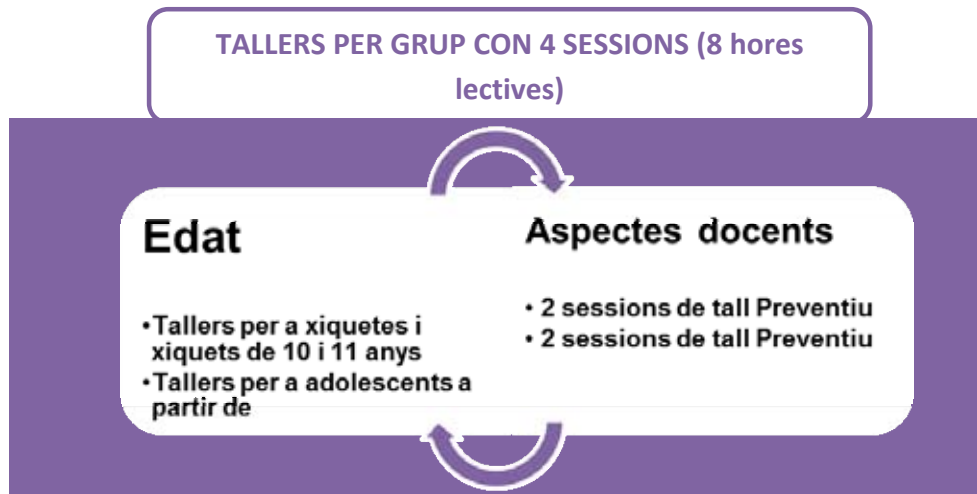 TALLERS PER GRUP CON 4 SESSIONS (8 hores
lectives)
Edat
•Tallers per a xiquetes i
xiquets de 10 i 11 anys
•Tallers per a adolescents a
partir de
Aspectes docents
• 2 sessions de tall Preventiu
• 2 sessions de tall Preventiu